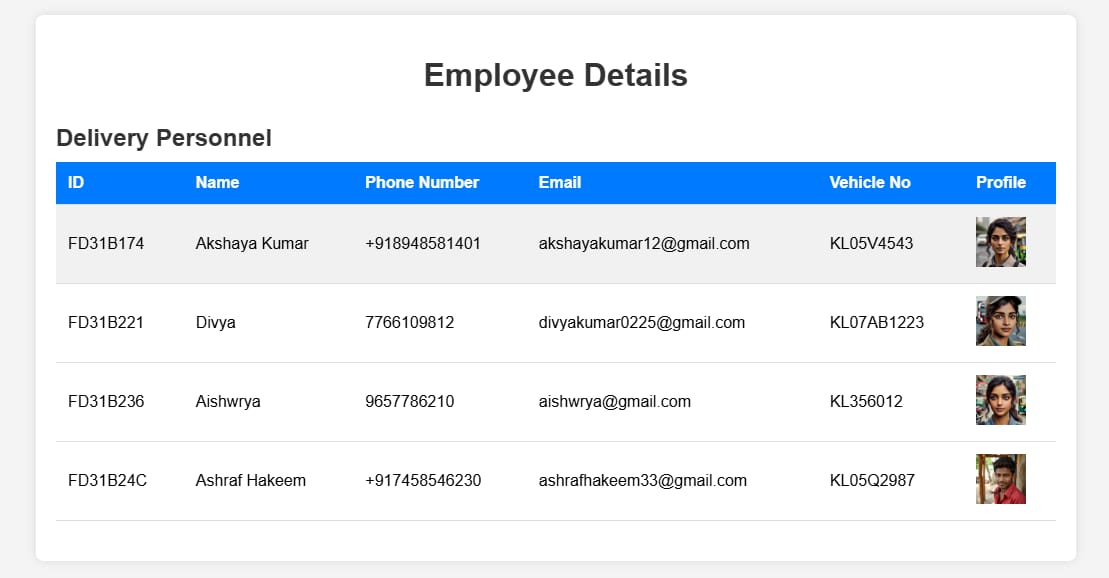 Employee Details
Delivery Personnel
ID Name Phone Number Email Vehicle No Profile
FD31B174 Akshaya Kumar +918948581401 akshayakumar12@gmail.com KL05V4543
FD31B221 Divya 7766109812 divyakumar0225@gmail.com KL07AB1223
FD31B236 Aishwrya 9657786210 aishwrya@gmail.com KL356012
FD31B24C Ashraf Hakeem +917458546230 ashrafhakeem33@gmail.com KL05Q2987